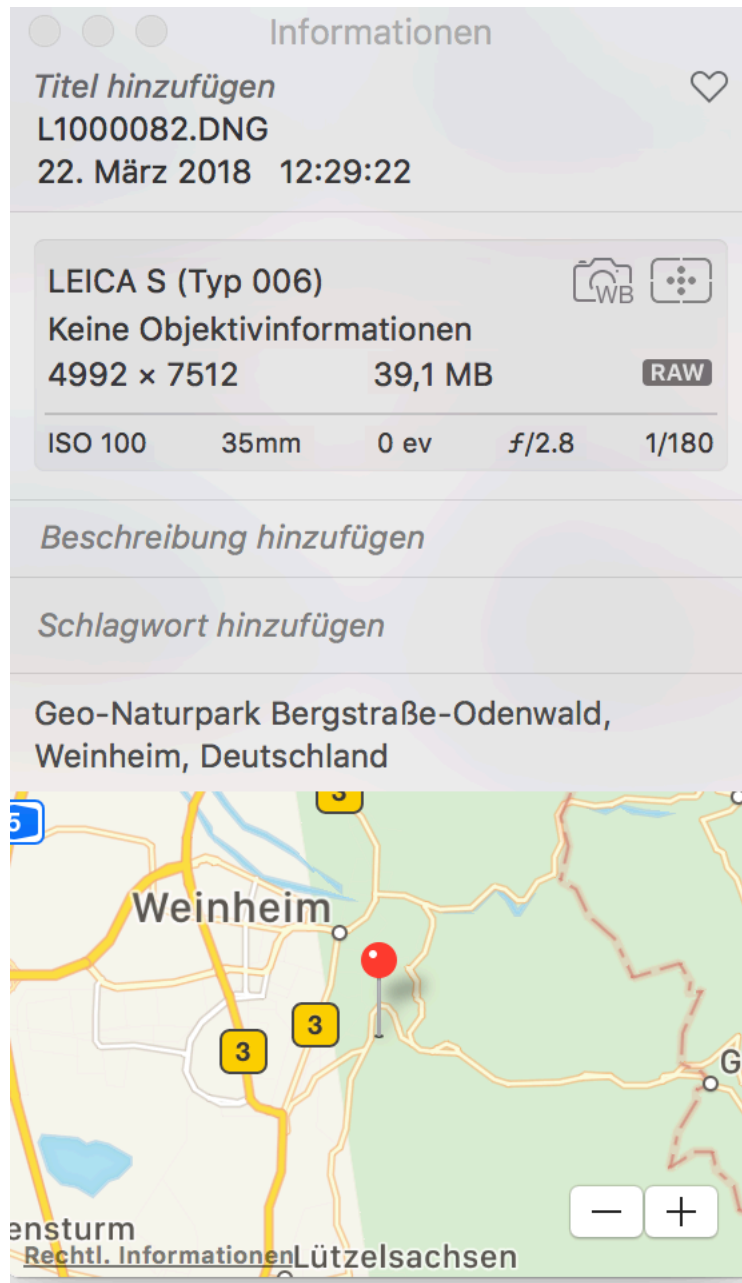 Informationen
Titel hinzufügen
L1000082.DNG
22. März 2018 12:29:22
LEICA S (Typ 006)
WB
Keine Objektivinformationen
4992 × 7512 39,1 MB RAW
ISO 100 35mm 0 ev ƒ/2.8 1/180
Beschreibung hinzufügen
Schlagwort hinzufügen
Geo-Naturpark Bergstraße-Odenwald,
Weinheim, Deutschland
3
5
Weinheim
3
3
G
ensturm
Rechtl. Informationen
Lützelsachsen